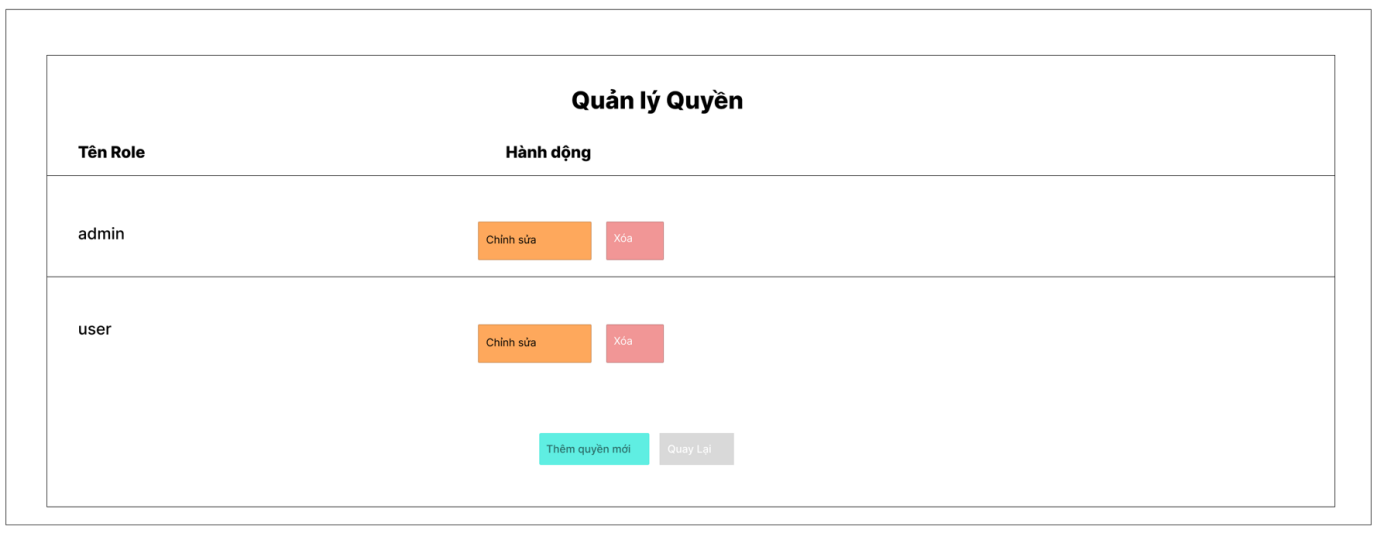 Quản lý Quyền
Tên Role Hành dộng
admin Chỉnh sửa Xóa
user Chỉnh sửa Xóa
Thêm quyền mới Quay Lại